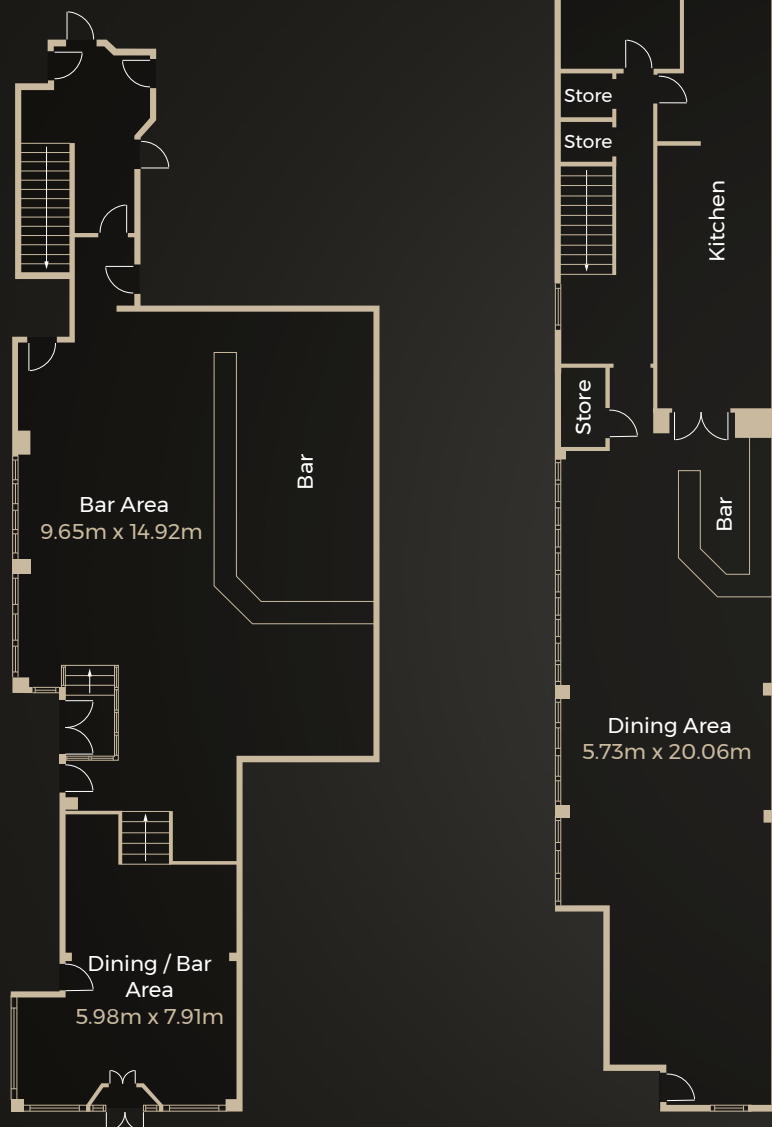 Bar Area
9.65m x 14.92m
Bar
Dining / Bar
Area
5.98m x 7.91m
Store
Store
Kitchen
Store
Bar
Dining Area
5.73m x 20.06m